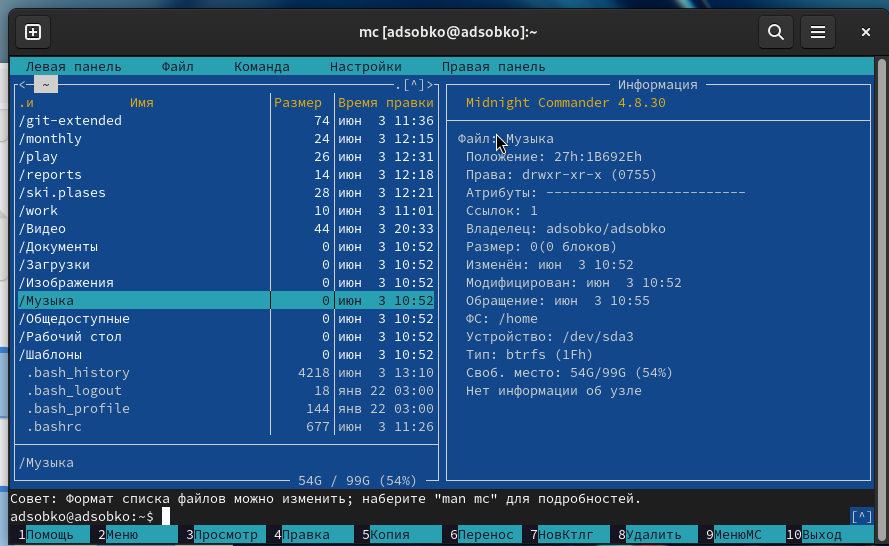 mc [adsobko@adsobko]:~
Левая панель Файл Команда Настройки Правая панель
<─ ~ .[^]>
.и Имя Размер Время правки
/git-extended 74 июн 3 11:36
/monthly 24 июн 3 12:15
/play 26 июн 3 12:31
/reports 14 июн 3 12:18
/ski.plases 28 июн 3 12:21
/work 10 июн 3 11:01
/Видео 44 июн 3 20:33
/Документы 0 июн 3 10:52
/Загрузки 0 июн 3 10:52
/Изображения 0 июн 3 10:52
/Музыка 0 июн 3 10:52
/Общедоступные 0 июн 3 10:52
/Рабочий стол 0 июн 3 10:52
/Шаблоны 0 июн 3 10:52
.bash_history 4218 июн 3 13:10
.bash_logout 18 янв 22 03:00
.bash_profile 144 янв 22 03:00
.bashrc 677 июн 3 11:26
/Музыка
54G / 99G (54%)
Информация
Midnight Commander 4.8.30
Файл: Музыка
Положение: 27h:1B692Eh
Права: drwxr-xr-x (0755)
Атрибуты: -------------------------
Ссылок: 1
Владелец: adsobko/adsobko
Размер: 0(0 блоков)
Изменён: июн 3 10:52
Модифицирован: июн 3 10:52
Обращение: июн 3 10:55
ФС: /home
Устройство: /dev/sda3
Тип: btrfs (1Fh)
Своб. место: 54G/99G (54%)
Нет информации об узле
Совет: Формат списка файлов можно изменить; наберите "man mc" для подробностей.
adsobko@adsobko:~$ [^]
1Помощь 2Меню 3Просмотр 4Правка 5Копия 6Перенос 7НовКтлг 8Удалить 9МенюМС 10Выход